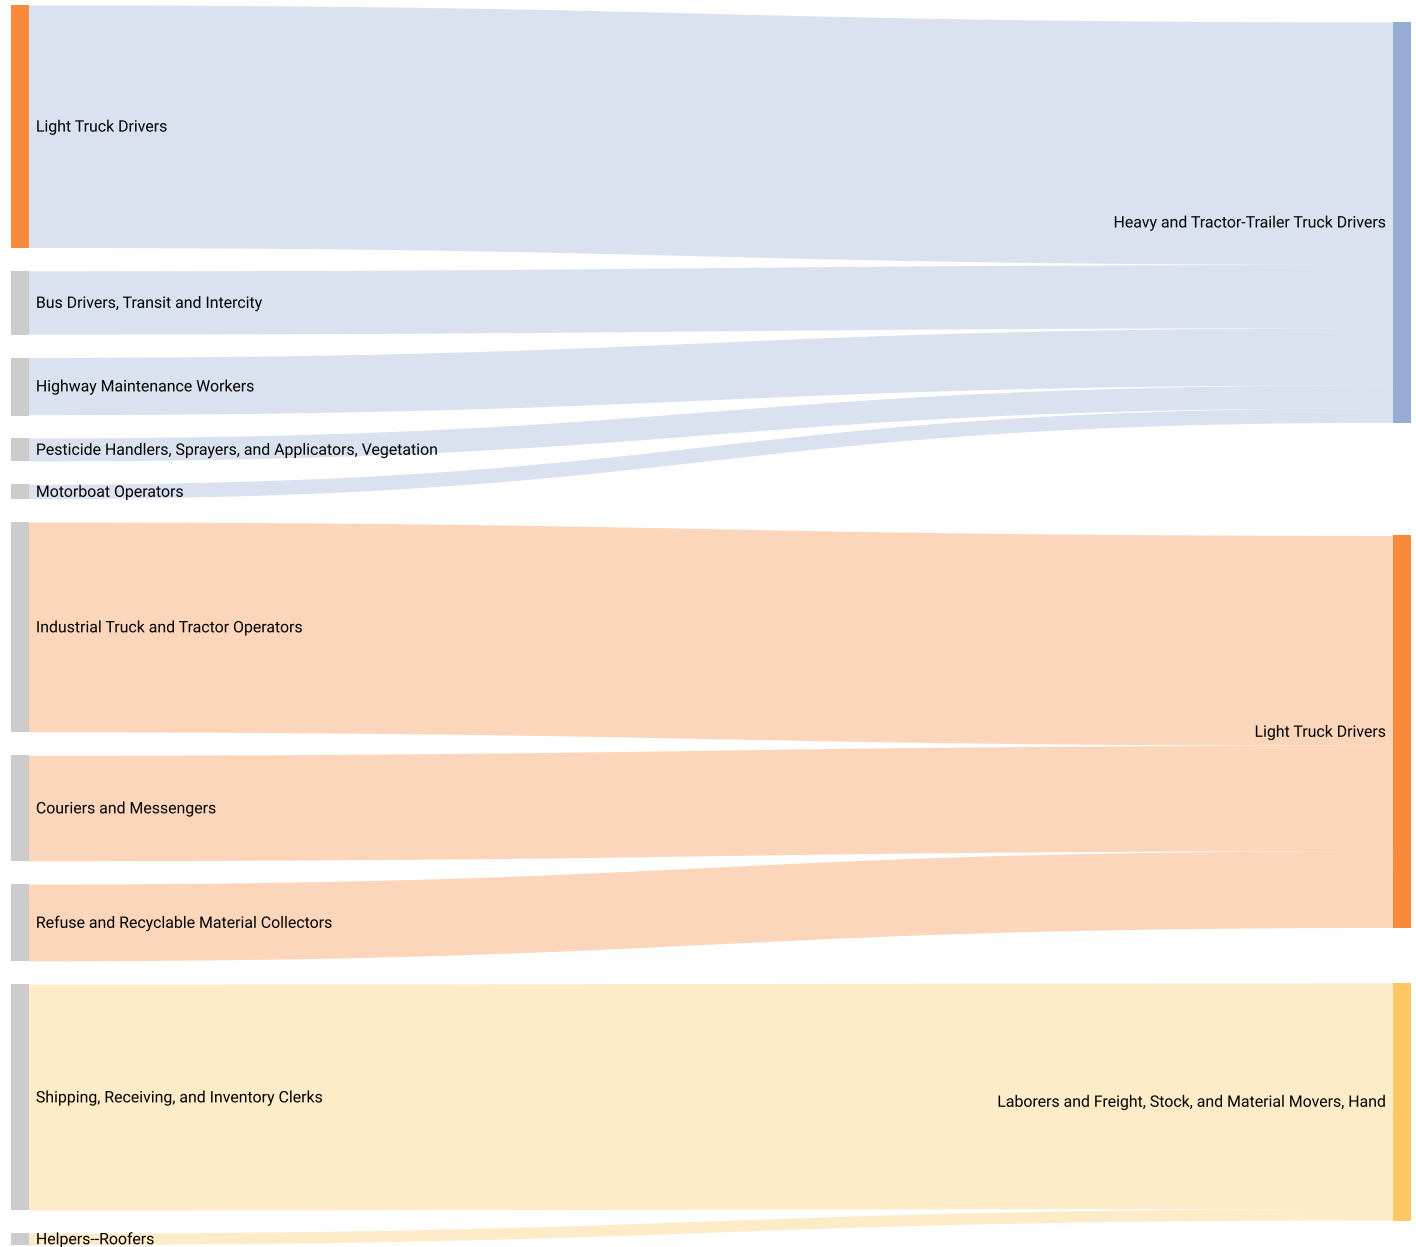 Light Truck Drivers
Heavy and Tractor-Trailer Truck Drivers
Bus Drivers, Transit and Intercity
Highway Maintenance Workers
Pesticide Handlers, Sprayers, and Applicators, Vegetation
Motorboat Operators
Industrial Truck and Tractor Operators
Light Truck Drivers
Couriers and Messengers
Refuse and Recyclable Material Collectors
Shipping, Receiving, and Inventory Clerks
Laborers and Freight, Stock, and Material Movers, Hand
Helpers--Roofers